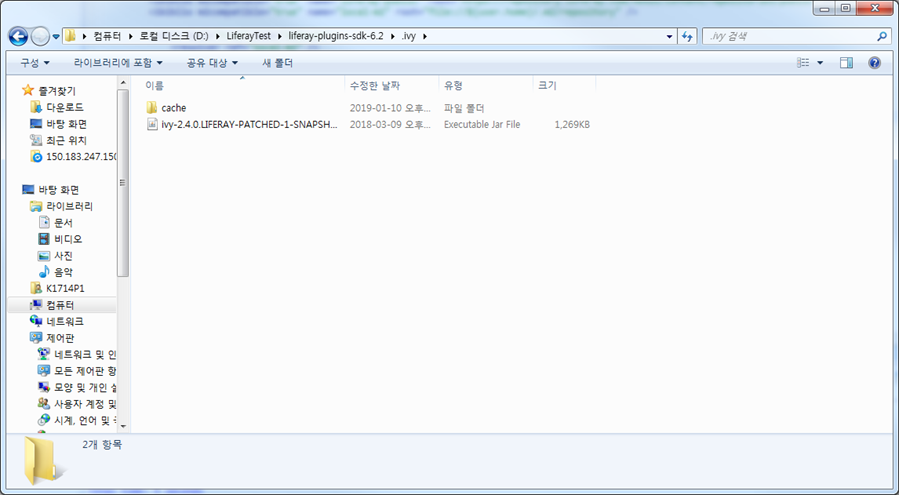 컴퓨터 ▸ 로컬 디스크 (D:) ▸ LiferayTest ▸ liferay-plugins-sdk-6.2 ▸ .ivy ▸
.ivy 검색
구성 라이브러리에 포함 공유 대상 새 폴더
이름 수정한 날짜 유형 크기
cache 2019-01-10 오후... 파일 폴더
ivy-2.4.0.LIFERAY-PATCHED-1-SNAPSH... 2018-03-09 오후... Executable Jar File 1,269KB
즐겨찾기
다운로드
바탕 화면
최근 위치
150.183.247.150
바탕 화면
라이브러리
문서
비디오
사진
음악
K1714P1
컴퓨터
네트워크
제어판
네트워크 및 인
모든 제어판 항
모양 및 개인 설
사용자 계정 및
시계, 언어 및
2개 항목